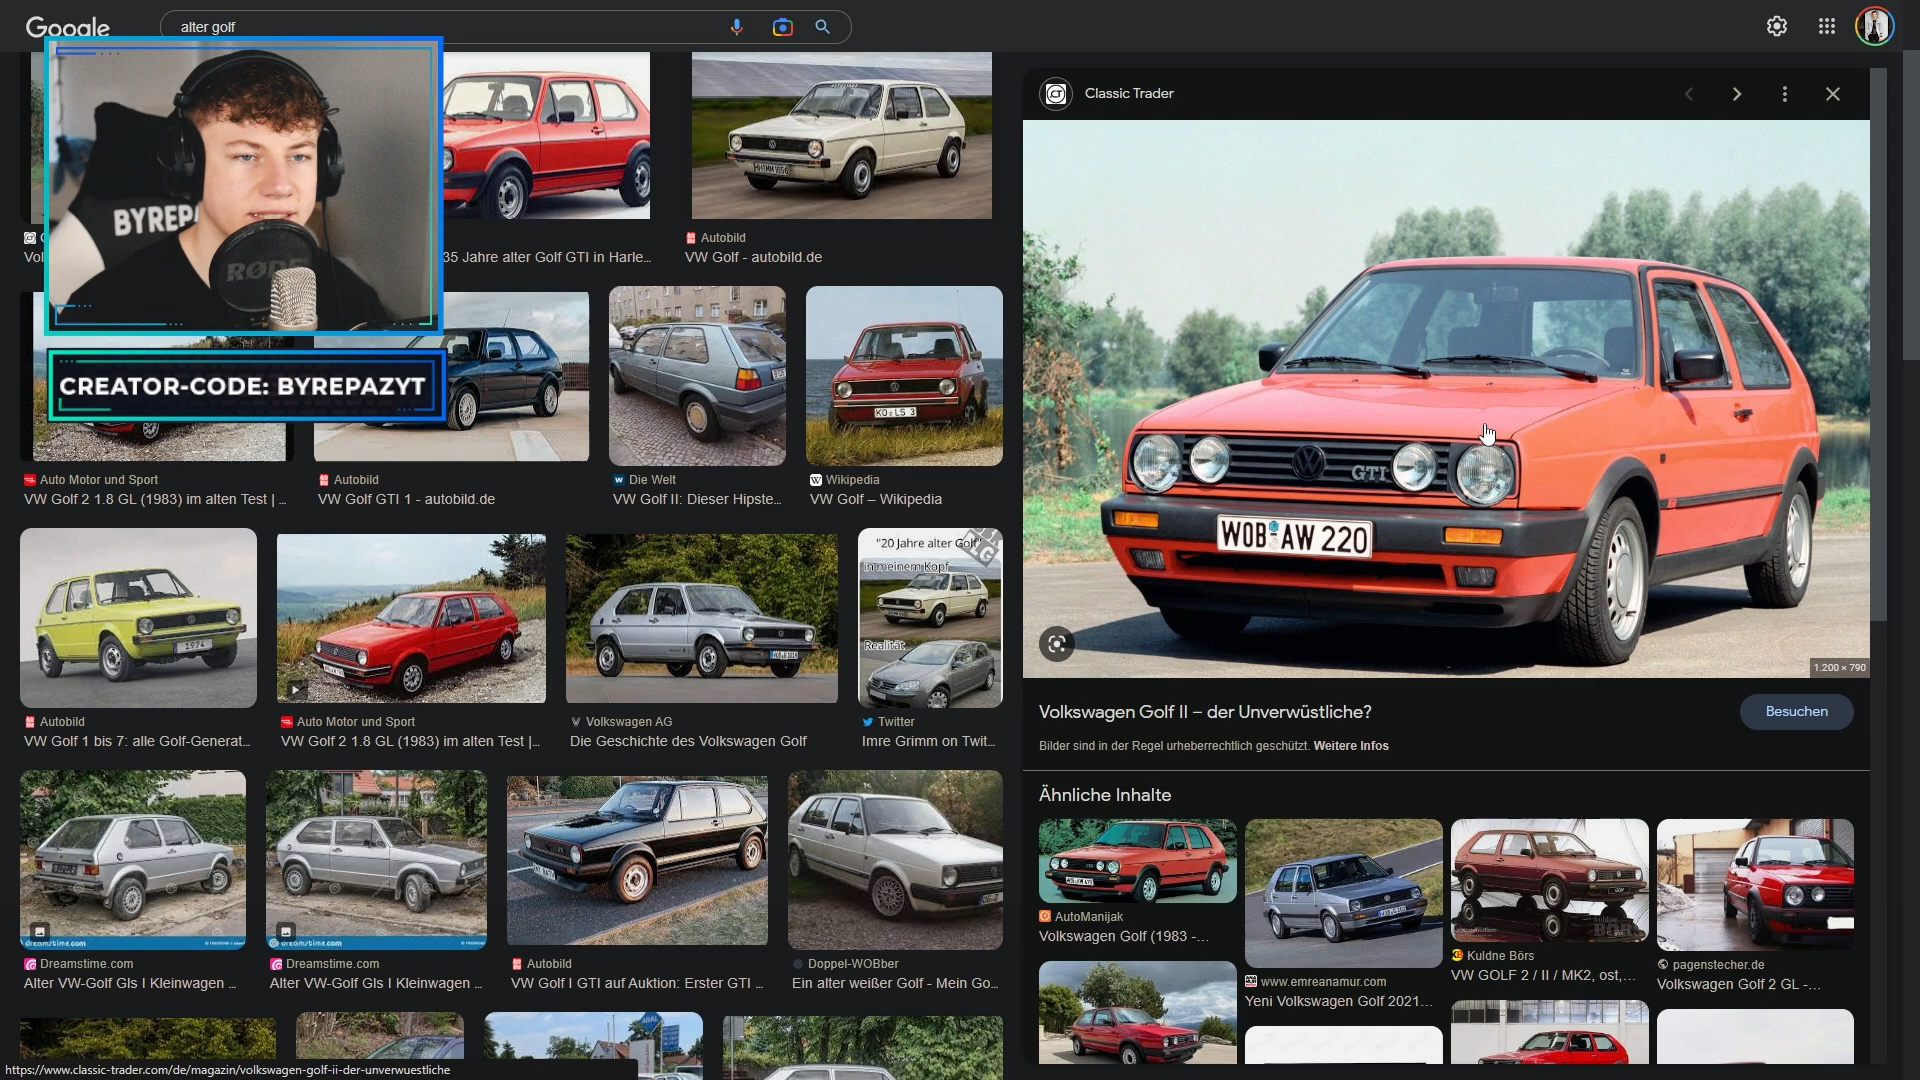 Google
alter golf
BYREPA
RØDE
CREATOR-CODE: BYREPAZYT
Vol
35 Jahre alter Golf GTI in Harle...
Autobild
VW Golf - autobild.de
KO:LS 3
Auto Motor und Sport
VW Golf 2 1.8 GL (1983) im alten Test | ...
Autobild
VW Golf GTI 1 - autobild.de
Die Welt
VW Golf II: Dieser Hipste...
Wikipedia
VW Golf – Wikipedia
1974
"20 Jahre alter Golf"
in meinem Kopf
Realität
Autobild
VW Golf 1 bis 7: alle Golf-Generat...
Auto Motor und Sport
VW Golf 2 1.8 GL (1983) im alten Test |...
Volkswagen AG
Die Geschichte des Volkswagen Golf
Twitter
Imre Grimm on Twit...
dreamstime.com
dreamstime.com
Dreamstime.com
Alter VW-Golf Gls I Kleinwagen ...
Dreamstime.com
Alter VW-Golf Gls I Kleinwagen ...
Autobild
VW Golf I GTI auf Auktion: Erster GTI ...
Doppel-WOBber
Ein alter weißer Golf - Mein Go...
https://www.classic-trader.com/de/magazin/volkswagen-golf-ii-der-unverwuestliche
CT
Classic Trader
GTI
WOB AW 220
1.200 × 790
Volkswagen Golf II – der Unverwüstliche?
Besuchen
Bilder sind in der Regel urheberrechtlich geschützt. Weitere Infos
Ähnliche Inhalte
AutoManijak
Volkswagen Golf (1983 -...
www.emreanamur.com
Yeni Volkswagen Golf 2021...
Kuldne Börs
VW GOLF 2 / II / MK2, ost,...
pagenstecher.de
Volkswagen Golf 2 GL -...